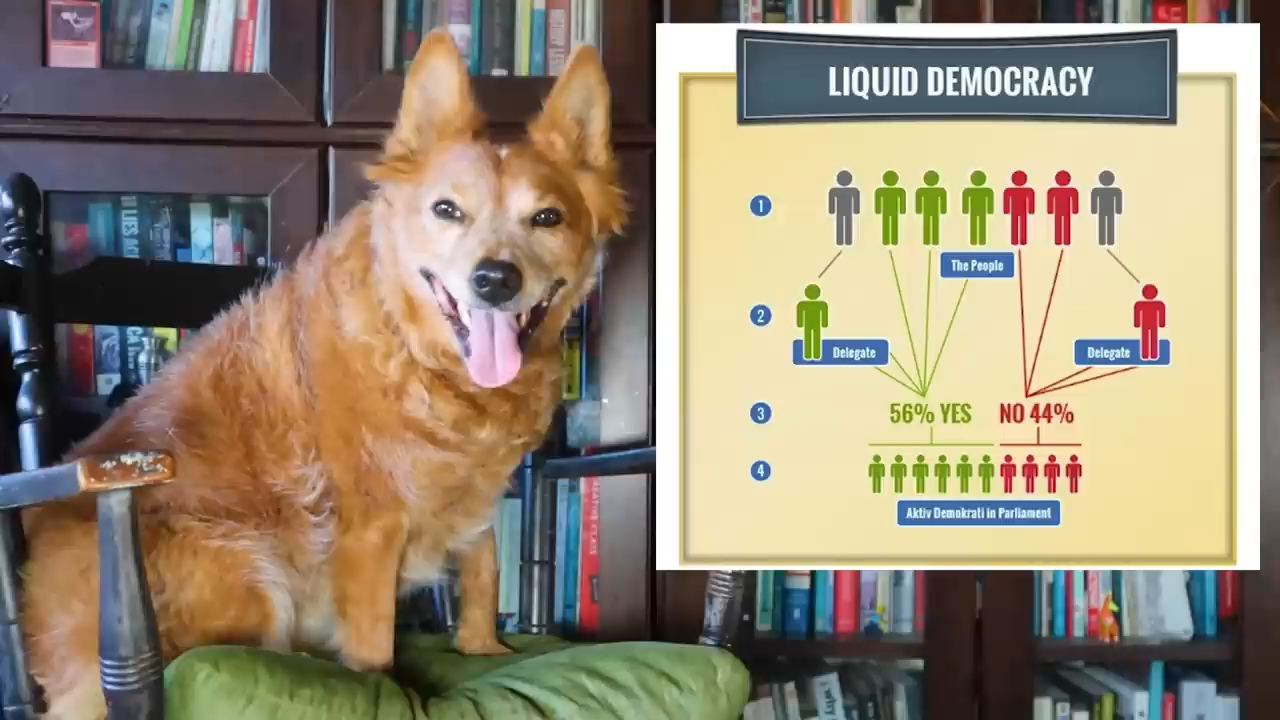 LIQUID DEMOCRACY
1
The People
2
Delegate
Delegate
3
56% YES
NO 44%
4
Aktiv Demokrati in Parliament